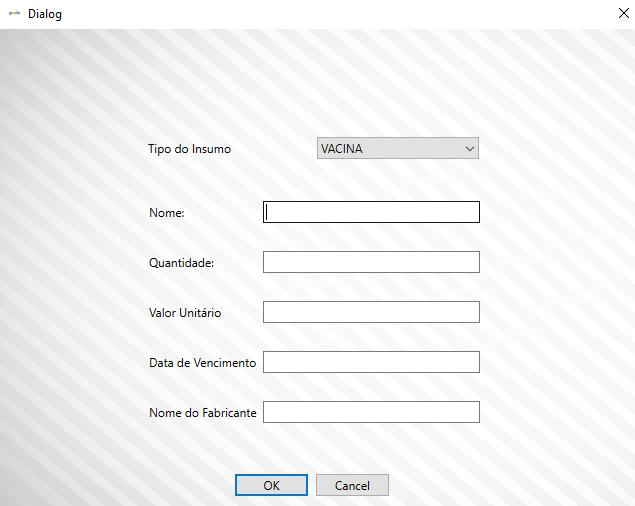 Dialog
Tipo do Insumo VACINA
Nome:
Quantidade:
Valor Unitário
Data de Vencimento
Nome do Fabricante
OK Cancel